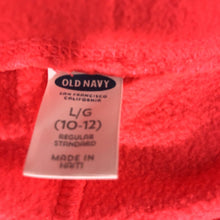 OLD NAVY
SAN FRANCISCO
CALIFORNIA
L/G
(10-12)
REGULAR
STANDARD
MADE IN
HAITI